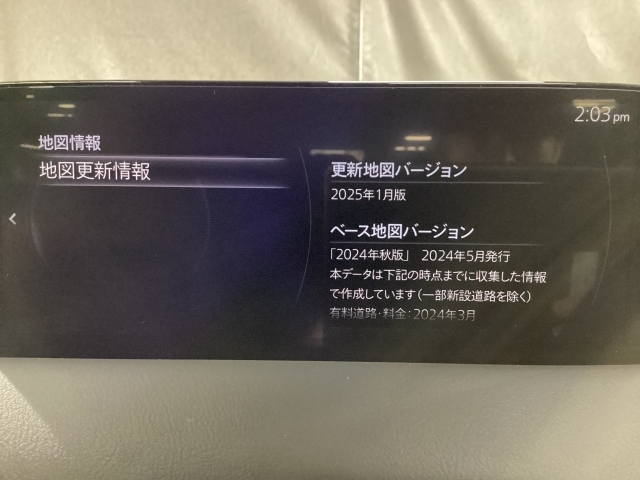 2:03 pm
地図情報
地図更新情報
更新地図バージョン
2025年1月版
ベース地図バージョン
「2024年秋版」 2024年5月発行
本データは下記の時点までに収集した情報
で作成しています(一部新設道路を除く)
有料道路・料金:2024年3月